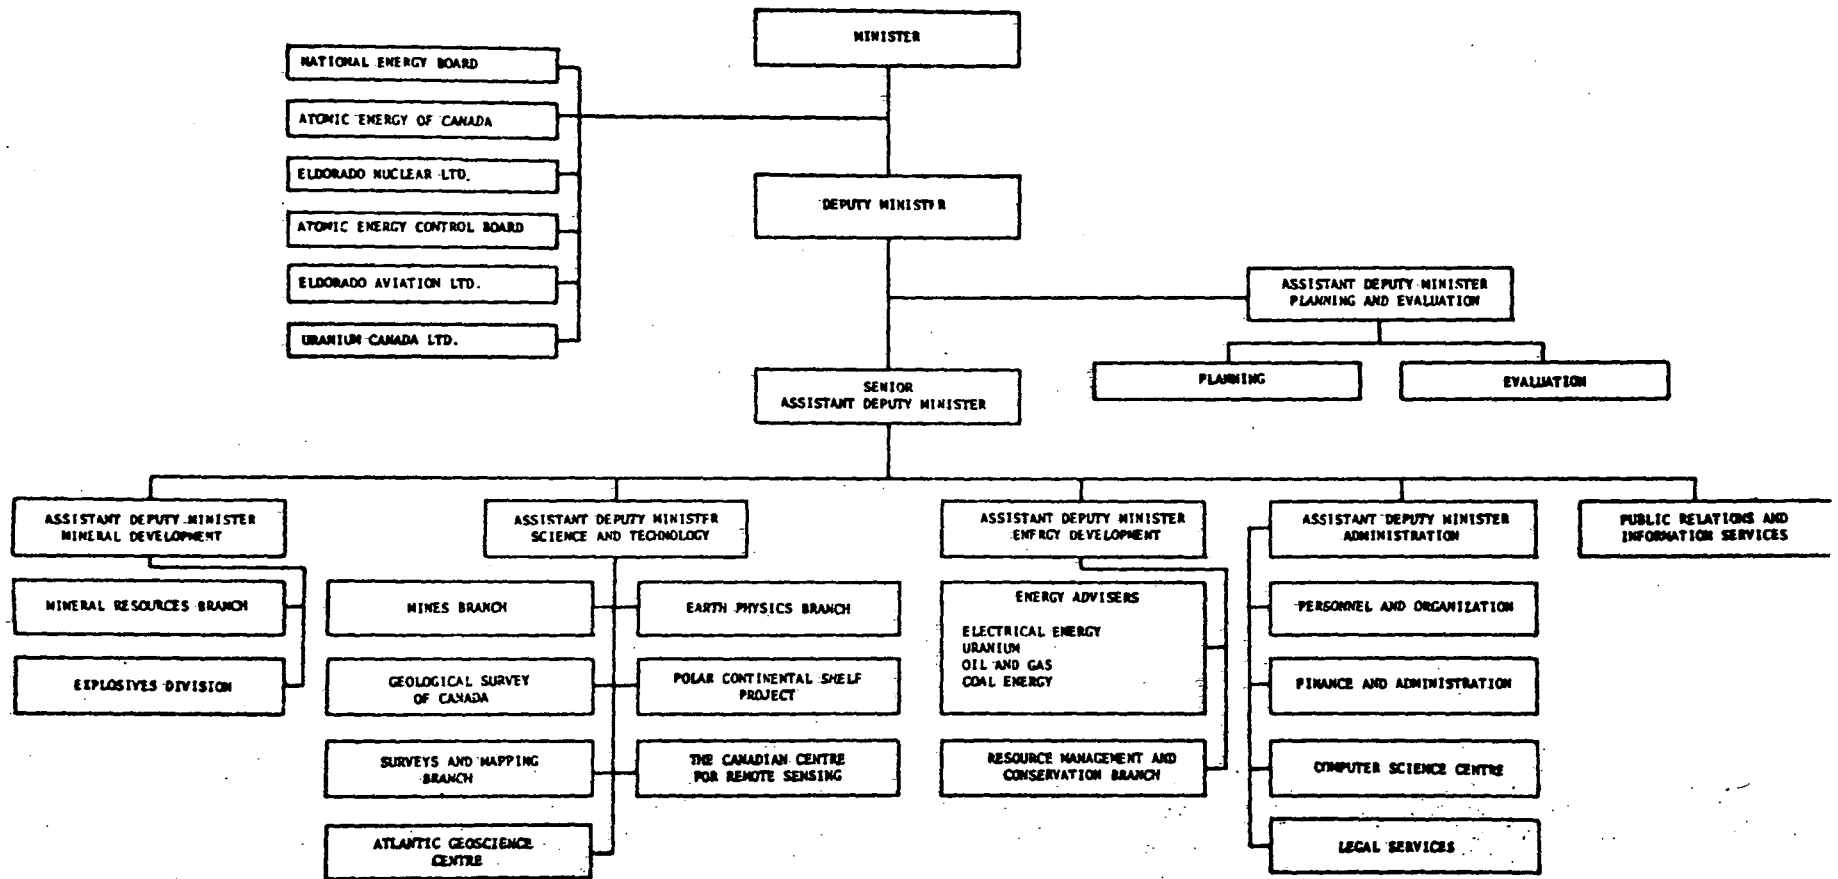 MINISTER
NATIONAL ENERGY BOARD
ATOMIC ENERGY OF CANADA
ELDORADO NUCLEAR LTD.
ATOMIC ENERGY CONTROL BOARD
ELDORADO AVIATION LTD.
URANIUM CANADA LTD.
DEPUTY MINISTER
ASSISTANT DEPUTY MINISTER
PLANNING AND EVALUATION
PLANNING
EVALUATION
SENIOR
ASSISTANT DEPUTY MINISTER
ASSISTANT DEPUTY MINISTER
MINERAL DEVELOPMENT
MINERAL RESOURCES BRANCH
EXPLOSIVES DIVISION
ASSISTANT DEPUTY MINISTER
SCIENCE AND TECHNOLOGY
MINES BRANCH
EARTH PHYSICS BRANCH
GEOLOGICAL SURVEY
OF CANADA
POLAR CONTINENTAL SHELF
PROJECT
SURVEYS AND MAPPING
BRANCH
THE CANADIAN CENTRE
FOR REMOTE SENSING
ATLANTIC GEOSCIENCE
CENTRE
ASSISTANT DEPUTY MINISTER
ENERGY DEVELOPMENT
ENERGY ADVISERS
ELECTRICAL ENERGY
URANIUM
OIL AND GAS
COAL ENERGY
RESOURCE MANAGEMENT AND
CONSERVATION BRANCH
ASSISTANT DEPUTY MINISTER
ADMINISTRATION
PERSONNEL AND ORGANIZATION
FINANCE AND ADMINISTRATION
COMPUTER SCIENCE CENTRE
LEGAL SERVICES
PUBLIC RELATIONS AND
INFORMATION SERVICES